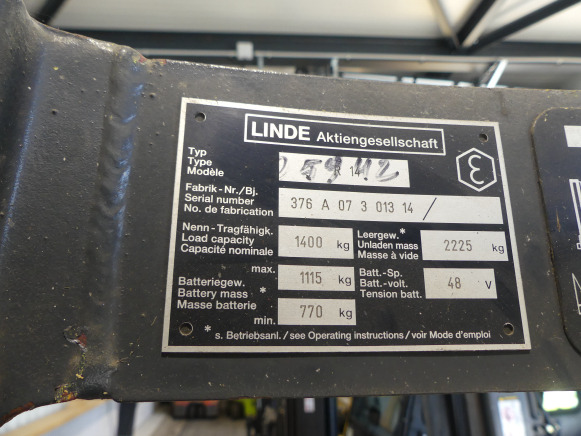 LINDE Aktiengesellschaft
Typ
Type
Modèle
14
Fabrik-Nr./Bj.
Serial number
No. de fabrication
376 A 07 3 013 14 /
Nenn-Tragfähigk.
Load capacity
Capacité nominale
1400 kg
Leergew. *
Unladen mass
Masse à vide
2225 kg
max. 1115 kg
Batteriegew.
Battery mass *
Masse batterie
min. 770 kg
Batt.-Sp.
Batt.-volt.
Tension batt.
48 V
* s. Betriebsanl./see Operating instructions/voir Mode d'emploi